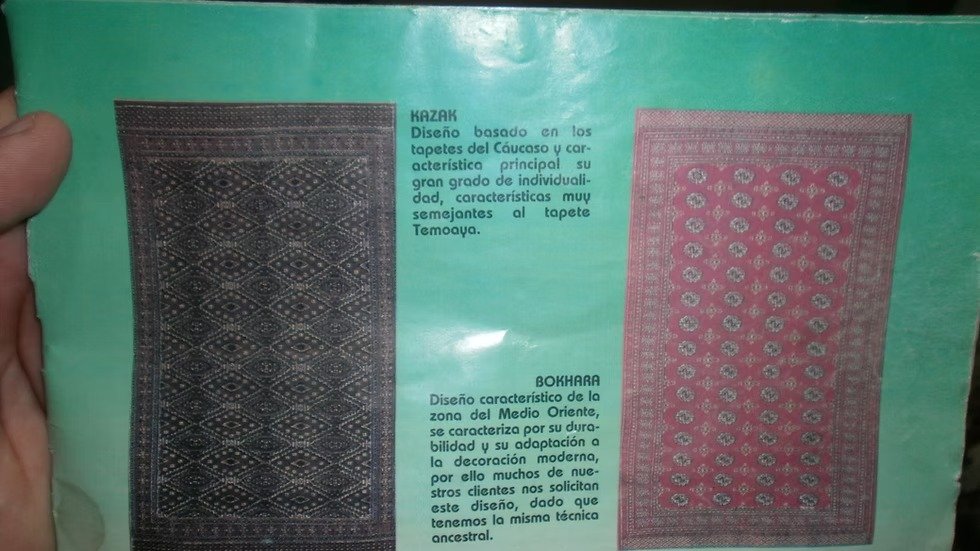 KAZAK
Diseño basado en los
tapetes del Cáucaso y car-
acterística principal su
gran grado de individuali-
dad, características muy
semejantes al tapete
Temoaya.
BOKHARA
Diseño característico de la
zona del Medio Oriente,
se caracteriza por su dura-
bilidad y su adaptación a
la decoración moderna,
por ello muchos de nue-
stros clientes nos solicitan
este diseño, dado que
tenemos la misma técnica
ancestral.